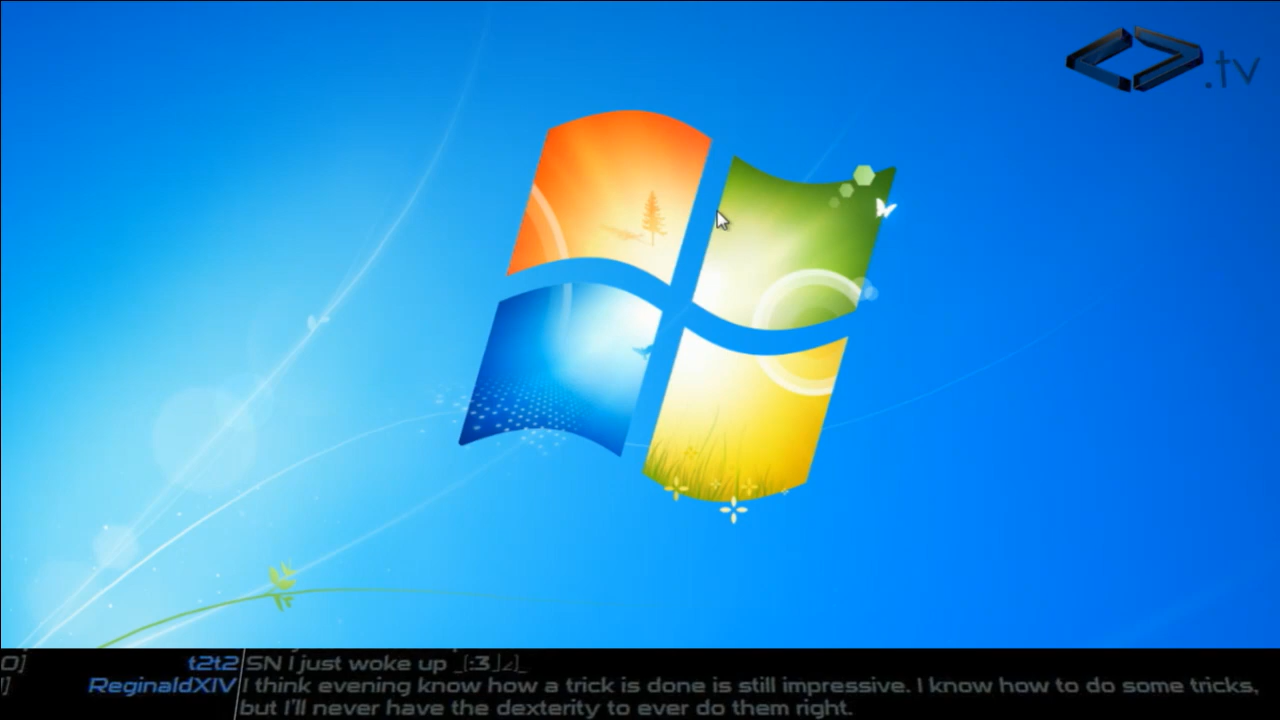 .tv
O] t2t2 SN I just woke up _[:3」∠]_
] ReginaldXIV I think evening know how a trick is done is still impressive. I know how to do some tricks,
but I'll never have the dexterity to ever do them right.